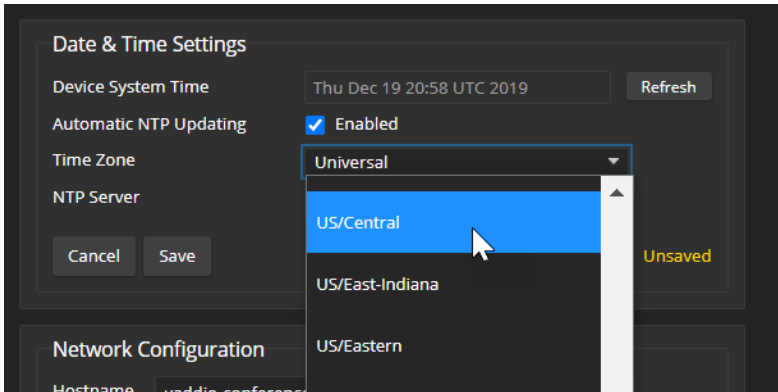 Date & Time Settings
Device System Time
Thu Dec 19 20:58 UTC 2019
Refresh
Automatic NTP Updating
Enabled
Time Zone
Universal
NTP Server
US/Central
Cancel
Save
Unsaved
US/East-Indiana
US/Eastern
Network Configuration
Hostname